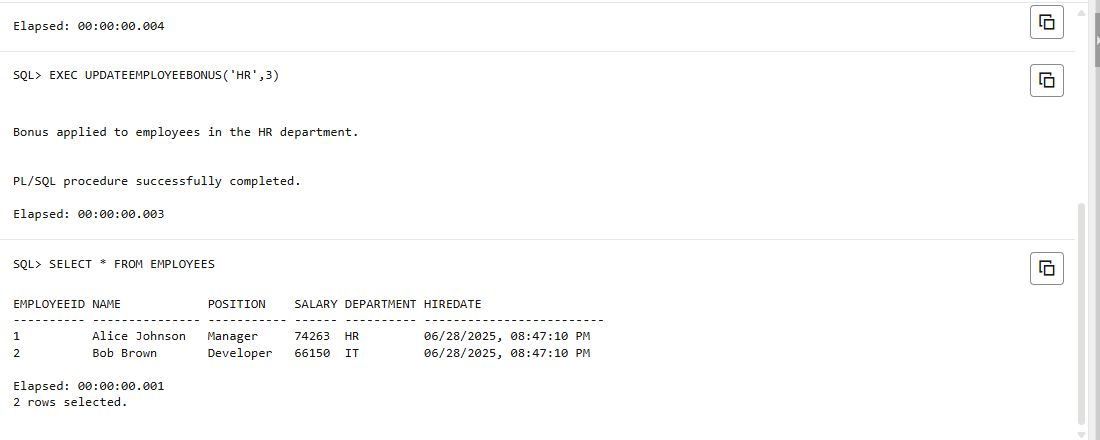 Elapsed: 00:00:00.004
SQL> EXEC UPDATEEMPLOYEEBONUS('HR',3)
Bonus applied to employees in the HR department.
PL/SQL procedure successfully completed.
Elapsed: 00:00:00.003
SQL> SELECT * FROM EMPLOYEES
EMPLOYEEID NAME            POSITION    SALARY DEPARTMENT HIREDATE
---------- --------------- ----------- ------ ---------- -------------------------
1          Alice Johnson   Manager     74263  HR         06/28/2025, 08:47:10 PM
2          Bob Brown       Developer   66150  IT         06/28/2025, 08:47:10 PM
Elapsed: 00:00:00.001
2 rows selected.